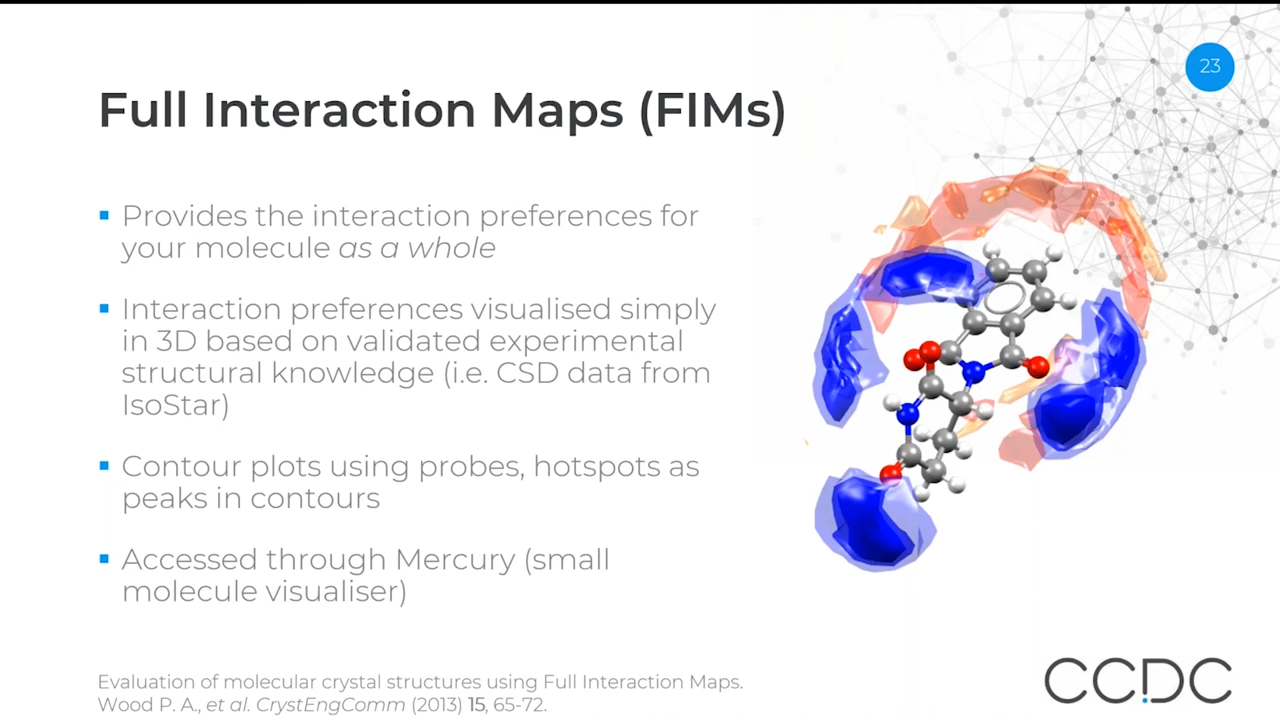 23
Full Interaction Maps (FIMs)
Provides the interaction preferences for
your molecule as a whole
Interaction preferences visualised simply
in 3D based on validated experimental
structural knowledge (i.e. CSD data from
IsoStar)
Contour plots using probes, hotspots as
peaks in contours
Accessed through Mercury (small
molecule visualiser)
Evaluation of molecular crystal structures using Full Interaction Maps.
Wood P. A., et al. CrystEngComm (2013) 15, 65-72.
CCDC